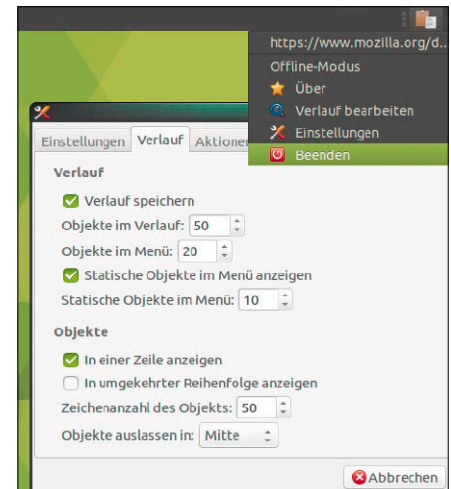 https://www.mozilla.org/d..
Offline-Modus
Über
Verlauf bearbeiten
Einstellungen
Beenden
Einstellungen Verlauf
Verlauf
Verlauf speichern
Objekte im Verlauf: 50
Objekte im Menü: 20
Statische Objekte im Menü anzeigen
Statische Objekte im Menü: 10
Objekte
In einer Zeile anzeigen
In umgekehrter Reihenfolge anzeigen
Zeichenanzahl des Objekts: 50
Objekte auslassen in: Mitte
Abbrechen